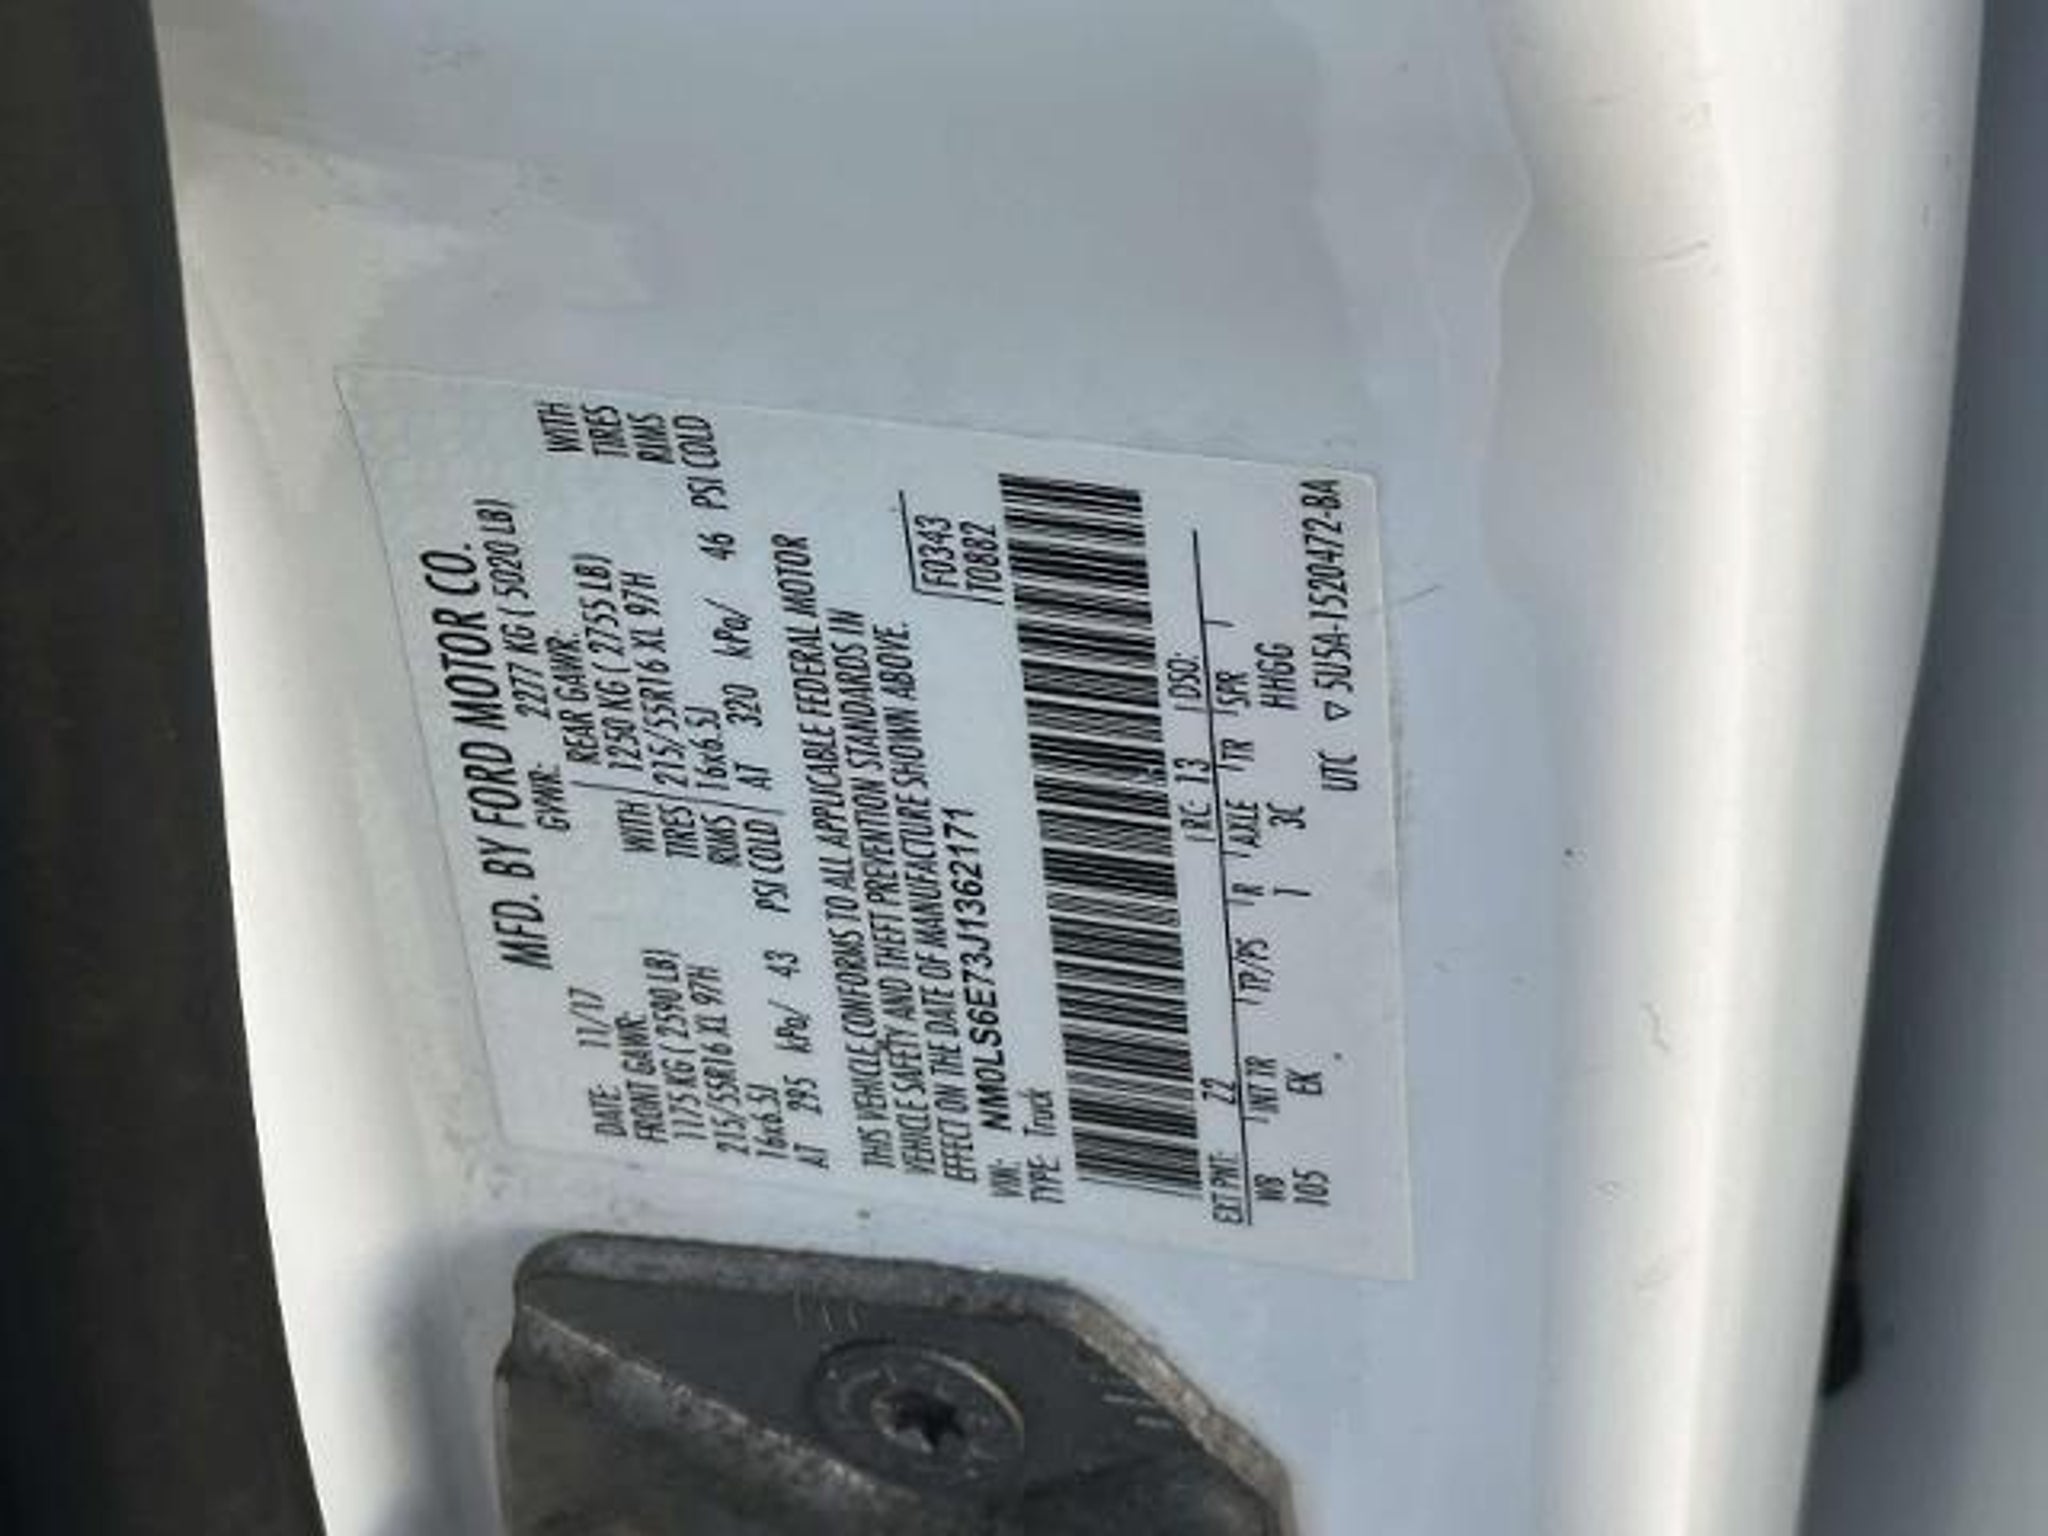 MFD. BY FORD MOTOR CO.
DATE: 11/17 GVWR: 2277 KG ( 5020 LB)
FRONT GAWR: REAR GAWR:
1175 KG ( 2590 LB) WITH 1250 KG ( 2755 LB) WITH
215/55R16 XL 97H TIRES 215/55R16 XL 97H TIRES
16x6.5J RIMS 16x6.5J RIMS
AT 295 kPa/ 43 PSI COLD AT 320 kPa/ 46 PSI COLD
THIS VEHICLE CONFORMS TO ALL APPLICABLE FEDERAL MOTOR
VEHICLE SAFETY AND THEFT PREVENTION STANDARDS IN
EFFECT ON THE DATE OF MANUFACTURE SHOWN ABOVE.
VIN: NM0LS6E73J1362171 F0343
TYPE: Truck T0882
EXT PNT: Z2 RC: 13 DSO:
WB INT TR TP/PS R AXLE TR SPR
105 EK 1 3C HHGG
UTC ▽ 5U5A-1520472-BA